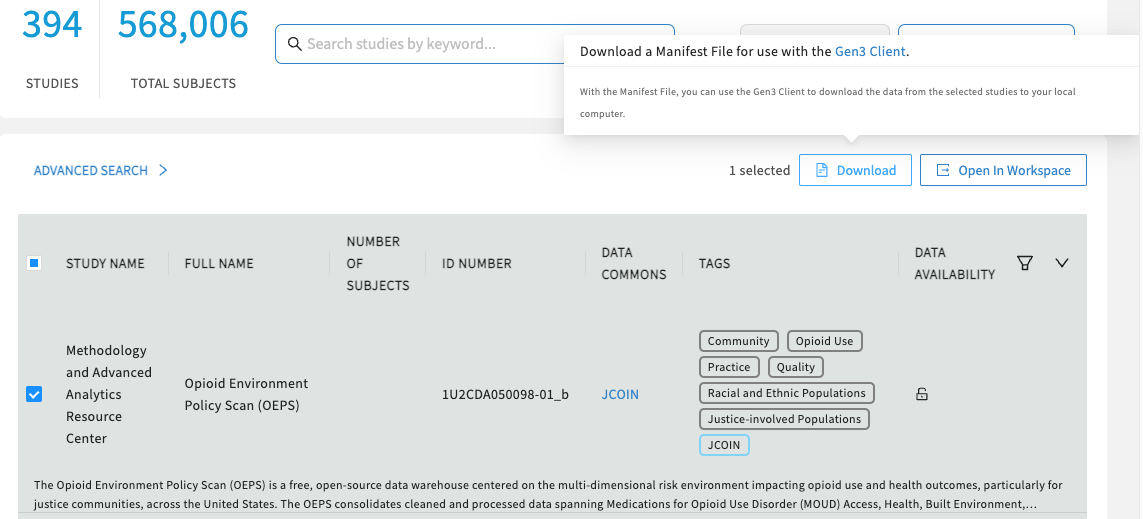 394
568,006
STUDIES
TOTAL SUBJECTS
Search studies by keyword...
Download a Manifest File for use with the Gen3 Client.
With the Manifest File, you can use the Gen3 Client to download the data from the selected studies to your local
computer.
ADVANCED SEARCH
1 selected
Download
Open In Workspace
STUDY NAME
FULL NAME
NUMBER
OF
SUBJECTS
ID NUMBER
DATA
COMMONS
TAGS
DATA
AVAILABILITY
Methodology
and Advanced
Analytics
Resource
Center
Opioid Environment
Policy Scan (OEPS)
1U2CDA050098-01_b
JCOIN
Community
Opioid Use
Practice
Quality
Racial and Ethnic Populations
Justice-involved Populations
JCOIN
The Opioid Environment Policy Scan (OEPS) is a free, open-source data warehouse centered on the multi-dimensional risk environment impacting opioid use and health outcomes, particularly for
justice communities, across the United States. The OEPS consolidates cleaned and processed data spanning Medications for Opioid Use Disorder (MOUD) Access, Health, Built Environment,...